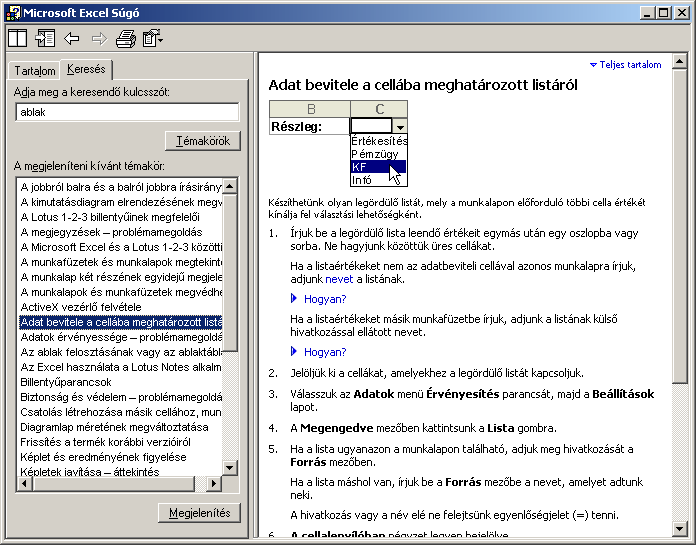 Microsoft Excel Súgó
Tartalom
Keresés
Adja meg a keresendő kulcsszót:
ablak
Témakörök
A megjeleníteni kívánt témakör:
A jobbról balra és a balról jobbra írásirány
A kimutatásdiagram elrendezésének megv
A Lotus 1-2-3 billentyűinek megfelelői
A megjegyzések – problémamegoldás
A Microsoft Excel és a Lotus 1-2-3 közötti
A munkafüzetek és munkalapok megtekint
A munkalap két részének egyidejű megjele
A munkalapok és munkafüzetek megvédhe
ActiveX vezérlő felvétele
Adat bevitele a cellába meghatározott listá
Adatok érvényessége – problémamegoldá
Az ablak felosztásának vagy az ablaktábl
Az Excel használata a Lotus Notes alkalm
Billentyűparancsok
Biztonság és védelem – problémamegoldá
Csatolás létrehozása másik cellához, mun
Diagramlap méretének megváltoztatása
Frissítés a termék korábbi verzióiról
Képlet és eredményének figyelése
Képletek javítása – áttekintés
Megjelenítés
Teljes tartalom
Adat bevitele a cellába meghatározott listáról
B C
Részleg:
Értékesítés
Pémzügy
KF
Infó
Készíthetünk olyan legördülő listát, mely a munkalapon előforduló többi cella értékét
kínálja fel választási lehetőségként.
1. Írjuk be a legördülő lista leendő értékeit egymás után egy oszlopba vagy
sorba. Ne hagyjunk közöttük üres cellákat.
Ha a listaértékeket nem az adatbeviteli cellával azonos munkalapra írjuk,
adjunk nevet a listának.
Hogyan?
Ha a listaértékeket másik munkafüzetbe írjuk, adjunk a listának külső
hivatkozással ellátott nevet.
Hogyan?
2. Jelöljük ki a cellákat, amelyekhez a legördülő listát kapcsoljuk.
3. Válasszuk az Adatok menü Érvényesítés parancsát, majd a Beállítások
lapot.
4. A Megengedve mezőben kattintsunk a Lista gombra.
5. Ha a lista ugyanazon a munkalapon található, adjuk meg hivatkozását a
Forrás mezőben.
Ha a lista máshol van, írjuk be a Forrás mezőbe a nevet, amelyet adtunk
neki.
A hivatkozás vagy a név elé ne felejtsünk egyenlőségjelet (=) tenni.
6. A cellalenyílóban négyzet legyen bejelölve.